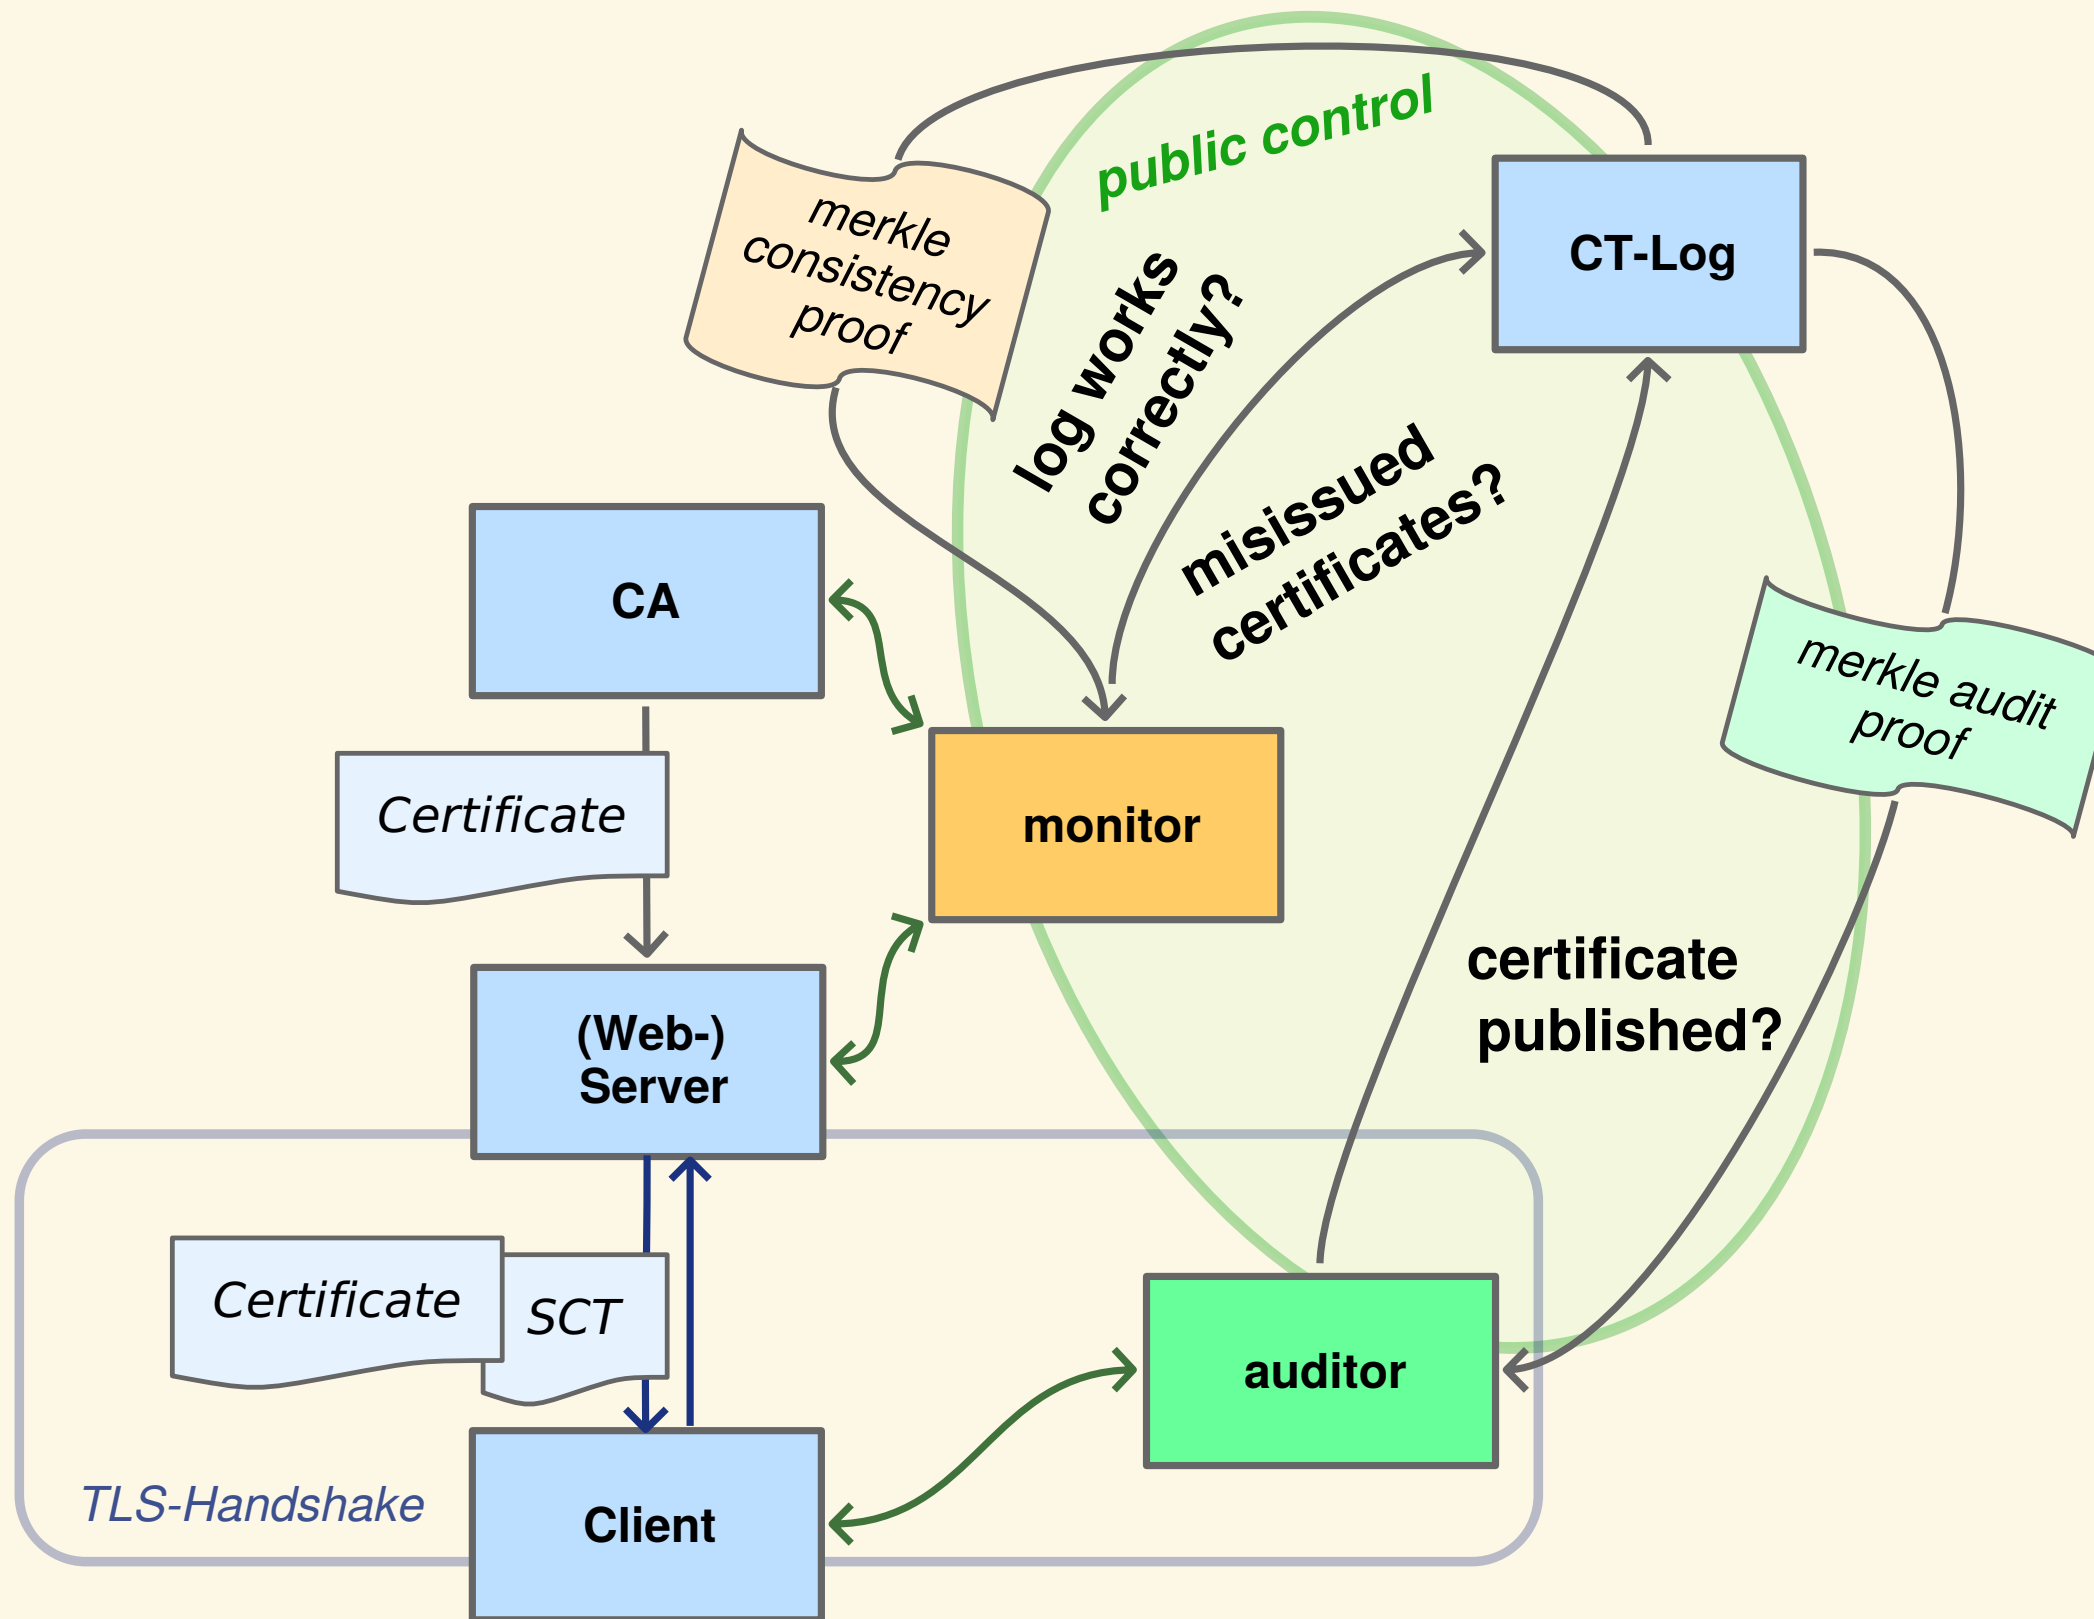 public control
merkle
consistency
proof
CT-Log
log works
correctly?
misissued
certificates?
CA
merkle audit
proof
Certificate
monitor
certificate
published?
(Web-)
Server
Certificate
SCT
auditor
TLS-Handshake
Client